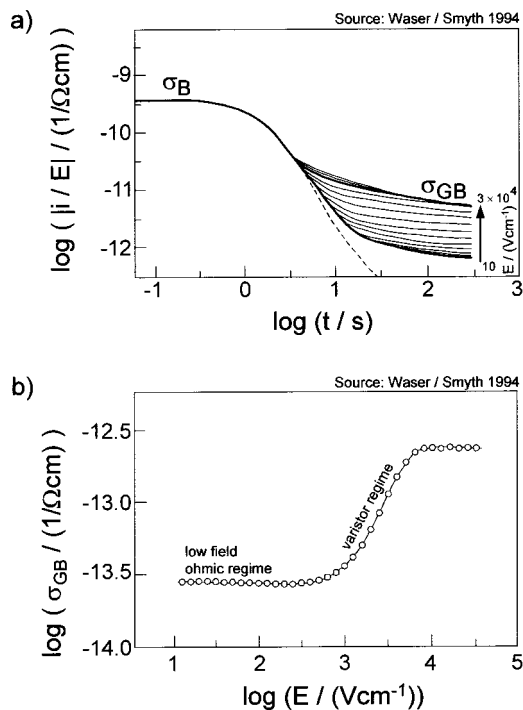 a)
Source: Waser / Smyth 1994
log ( |i / E| / (1/Ωcm) )
-9
-10
-11
-12
σB
σGB
3 × 10⁴
E / (Vcm⁻¹)
10
-1
0
1
2
3
log (t / s)
b)
Source: Waser / Smyth 1994
log ( σGB / (1/Ωcm) )
-12.5
-13.0
-13.5
-14.0
low field
ohmic regime
varistor regime
1
2
3
4
5
log (E / (Vcm⁻¹))